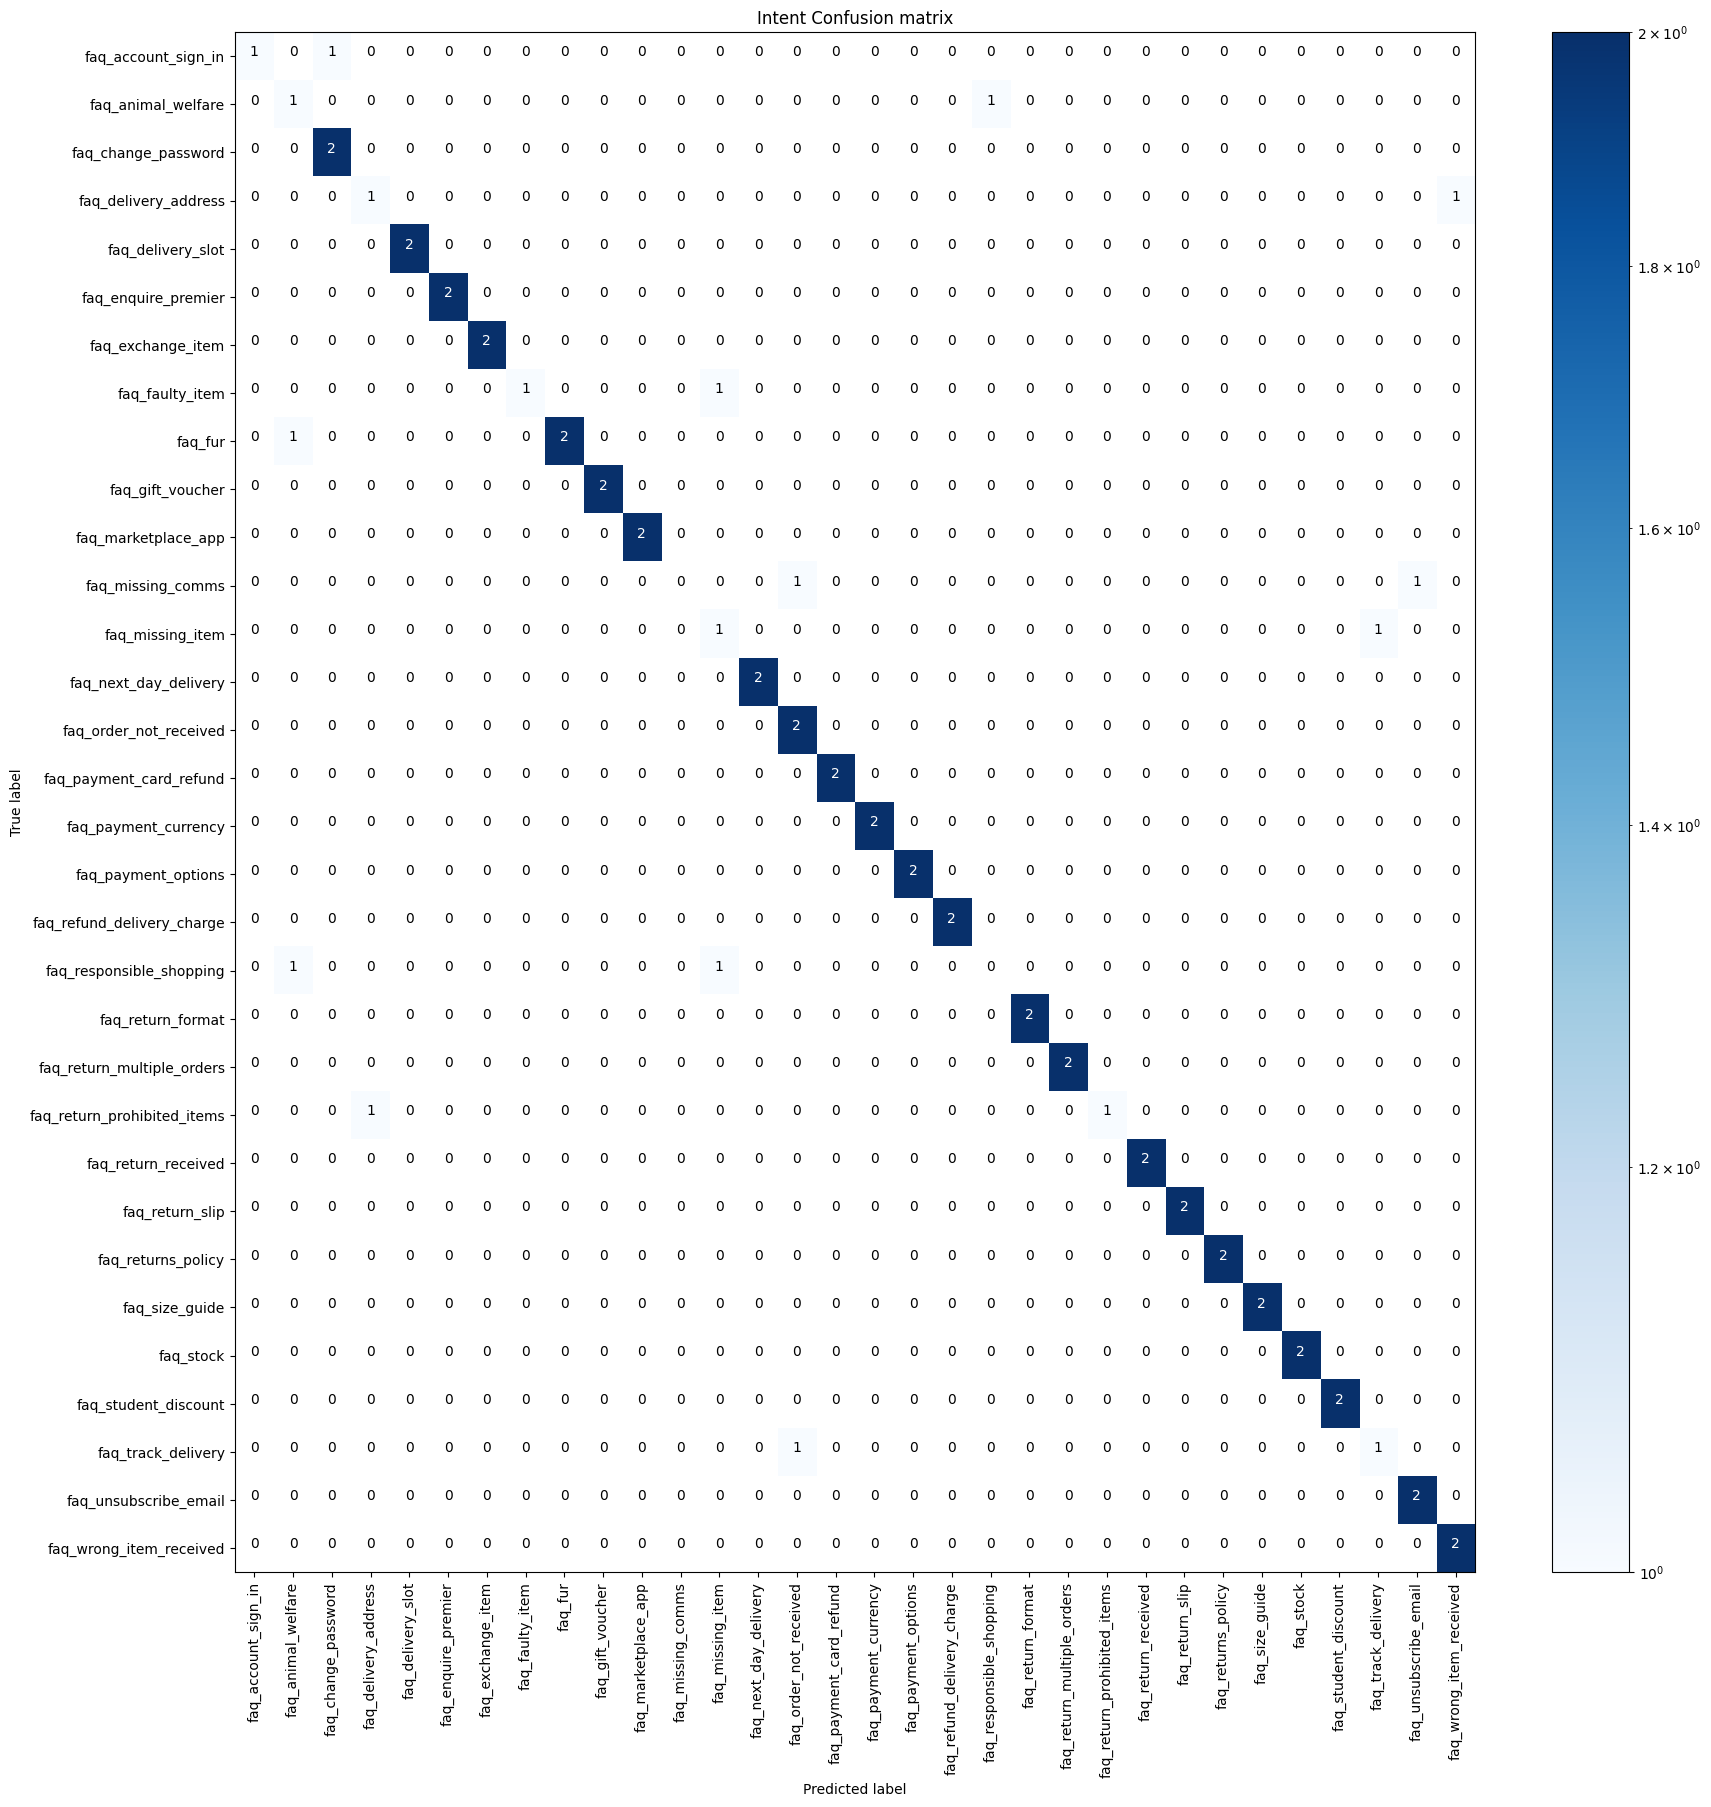 Intent Confusion matrix
faq_account_sign_in 1 0 1 0 0 0 0 0 0 0 0 0 0 0 0 0 0 0 0 0 0 0 0 0 0 0 0 0 0 0 0 0
faq_animal_welfare 0 1 0 0 0 0 0 0 0 0 0 0 0 0 0 0 0 0 0 1 0 0 0 0 0 0 0 0 0 0 0 0
faq_change_password 0 0 2 0 0 0 0 0 0 0 0 0 0 0 0 0 0 0 0 0 0 0 0 0 0 0 0 0 0 0 0 0
faq_delivery_address 0 0 0 1 0 0 0 0 0 0 0 0 0 0 0 0 0 0 0 0 0 0 0 0 0 0 0 0 0 0 0 1
faq_delivery_slot 0 0 0 0 2 0 0 0 0 0 0 0 0 0 0 0 0 0 0 0 0 0 0 0 0 0 0 0 0 0 0 0
faq_enquire_premier 0 0 0 0 0 2 0 0 0 0 0 0 0 0 0 0 0 0 0 0 0 0 0 0 0 0 0 0 0 0 0 0
faq_exchange_item 0 0 0 0 0 0 2 0 0 0 0 0 0 0 0 0 0 0 0 0 0 0 0 0 0 0 0 0 0 0 0 0
faq_faulty_item 0 0 0 0 0 0 0 1 0 0 0 0 1 0 0 0 0 0 0 0 0 0 0 0 0 0 0 0 0 0 0 0
faq_fur 0 1 0 0 0 0 0 0 2 0 0 0 0 0 0 0 0 0 0 0 0 0 0 0 0 0 0 0 0 0 0 0
faq_gift_voucher 0 0 0 0 0 0 0 0 0 2 0 0 0 0 0 0 0 0 0 0 0 0 0 0 0 0 0 0 0 0 0 0
faq_marketplace_app 0 0 0 0 0 0 0 0 0 0 2 0 0 0 0 0 0 0 0 0 0 0 0 0 0 0 0 0 0 0 0 0
faq_missing_comms 0 0 0 0 0 0 0 0 0 0 0 0 0 0 1 0 0 0 0 0 0 0 0 0 0 0 0 0 0 0 1 0
faq_missing_item 0 0 0 0 0 0 0 0 0 0 0 0 1 0 0 0 0 0 0 0 0 0 0 0 0 0 0 0 0 1 0 0
faq_next_day_delivery 0 0 0 0 0 0 0 0 0 0 0 0 0 2 0 0 0 0 0 0 0 0 0 0 0 0 0 0 0 0 0 0
faq_order_not_received 0 0 0 0 0 0 0 0 0 0 0 0 0 0 2 0 0 0 0 0 0 0 0 0 0 0 0 0 0 0 0 0
faq_payment_card_refund 0 0 0 0 0 0 0 0 0 0 0 0 0 0 0 2 0 0 0 0 0 0 0 0 0 0 0 0 0 0 0 0
faq_payment_currency 0 0 0 0 0 0 0 0 0 0 0 0 0 0 0 0 2 0 0 0 0 0 0 0 0 0 0 0 0 0 0 0
faq_payment_options 0 0 0 0 0 0 0 0 0 0 0 0 0 0 0 0 0 2 0 0 0 0 0 0 0 0 0 0 0 0 0 0
faq_refund_delivery_charge 0 0 0 0 0 0 0 0 0 0 0 0 0 0 0 0 0 0 2 0 0 0 0 0 0 0 0 0 0 0 0 0
faq_responsible_shopping 0 1 0 0 0 0 0 0 0 0 0 0 1 0 0 0 0 0 0 0 0 0 0 0 0 0 0 0 0 0 0 0
faq_return_format 0 0 0 0 0 0 0 0 0 0 0 0 0 0 0 0 0 0 0 0 2 0 0 0 0 0 0 0 0 0 0 0
faq_return_multiple_orders 0 0 0 0 0 0 0 0 0 0 0 0 0 0 0 0 0 0 0 0 0 2 0 0 0 0 0 0 0 0 0 0
faq_return_prohibited_items 0 0 0 1 0 0 0 0 0 0 0 0 0 0 0 0 0 0 0 0 0 0 1 0 0 0 0 0 0 0 0 0
faq_return_received 0 0 0 0 0 0 0 0 0 0 0 0 0 0 0 0 0 0 0 0 0 0 0 2 0 0 0 0 0 0 0 0
faq_return_slip 0 0 0 0 0 0 0 0 0 0 0 0 0 0 0 0 0 0 0 0 0 0 0 0 2 0 0 0 0 0 0 0
faq_returns_policy 0 0 0 0 0 0 0 0 0 0 0 0 0 0 0 0 0 0 0 0 0 0 0 0 0 2 0 0 0 0 0 0
faq_size_guide 0 0 0 0 0 0 0 0 0 0 0 0 0 0 0 0 0 0 0 0 0 0 0 0 0 0 2 0 0 0 0 0
faq_stock 0 0 0 0 0 0 0 0 0 0 0 0 0 0 0 0 0 0 0 0 0 0 0 0 0 0 0 2 0 0 0 0
faq_student_discount 0 0 0 0 0 0 0 0 0 0 0 0 0 0 0 0 0 0 0 0 0 0 0 0 0 0 0 0 2 0 0 0
faq_track_delivery 0 0 0 0 0 0 0 0 0 0 0 0 0 0 1 0 0 0 0 0 0 0 0 0 0 0 0 0 0 1 0 0
faq_unsubscribe_email 0 0 0 0 0 0 0 0 0 0 0 0 0 0 0 0 0 0 0 0 0 0 0 0 0 0 0 0 0 0 2 0
faq_wrong_item_received 0 0 0 0 0 0 0 0 0 0 0 0 0 0 0 0 0 0 0 0 0 0 0 0 0 0 0 0 0 0 0 2
True label
faq_account_sign_in
faq_animal_welfare
faq_change_password
faq_delivery_address
faq_delivery_slot
faq_enquire_premier
faq_exchange_item
faq_faulty_item
faq_fur
faq_gift_voucher
faq_marketplace_app
faq_missing_comms
faq_missing_item
faq_next_day_delivery
faq_order_not_received
faq_payment_card_refund
faq_payment_currency
faq_payment_options
faq_refund_delivery_charge
faq_responsible_shopping
faq_return_format
faq_return_multiple_orders
faq_return_prohibited_items
faq_return_received
faq_return_slip
faq_returns_policy
faq_size_guide
faq_stock
faq_student_discount
faq_track_delivery
faq_unsubscribe_email
faq_wrong_item_received
Predicted label
2 × 10⁰
1.8 × 10⁰
1.6 × 10⁰
1.4 × 10⁰
1.2 × 10⁰
10⁰